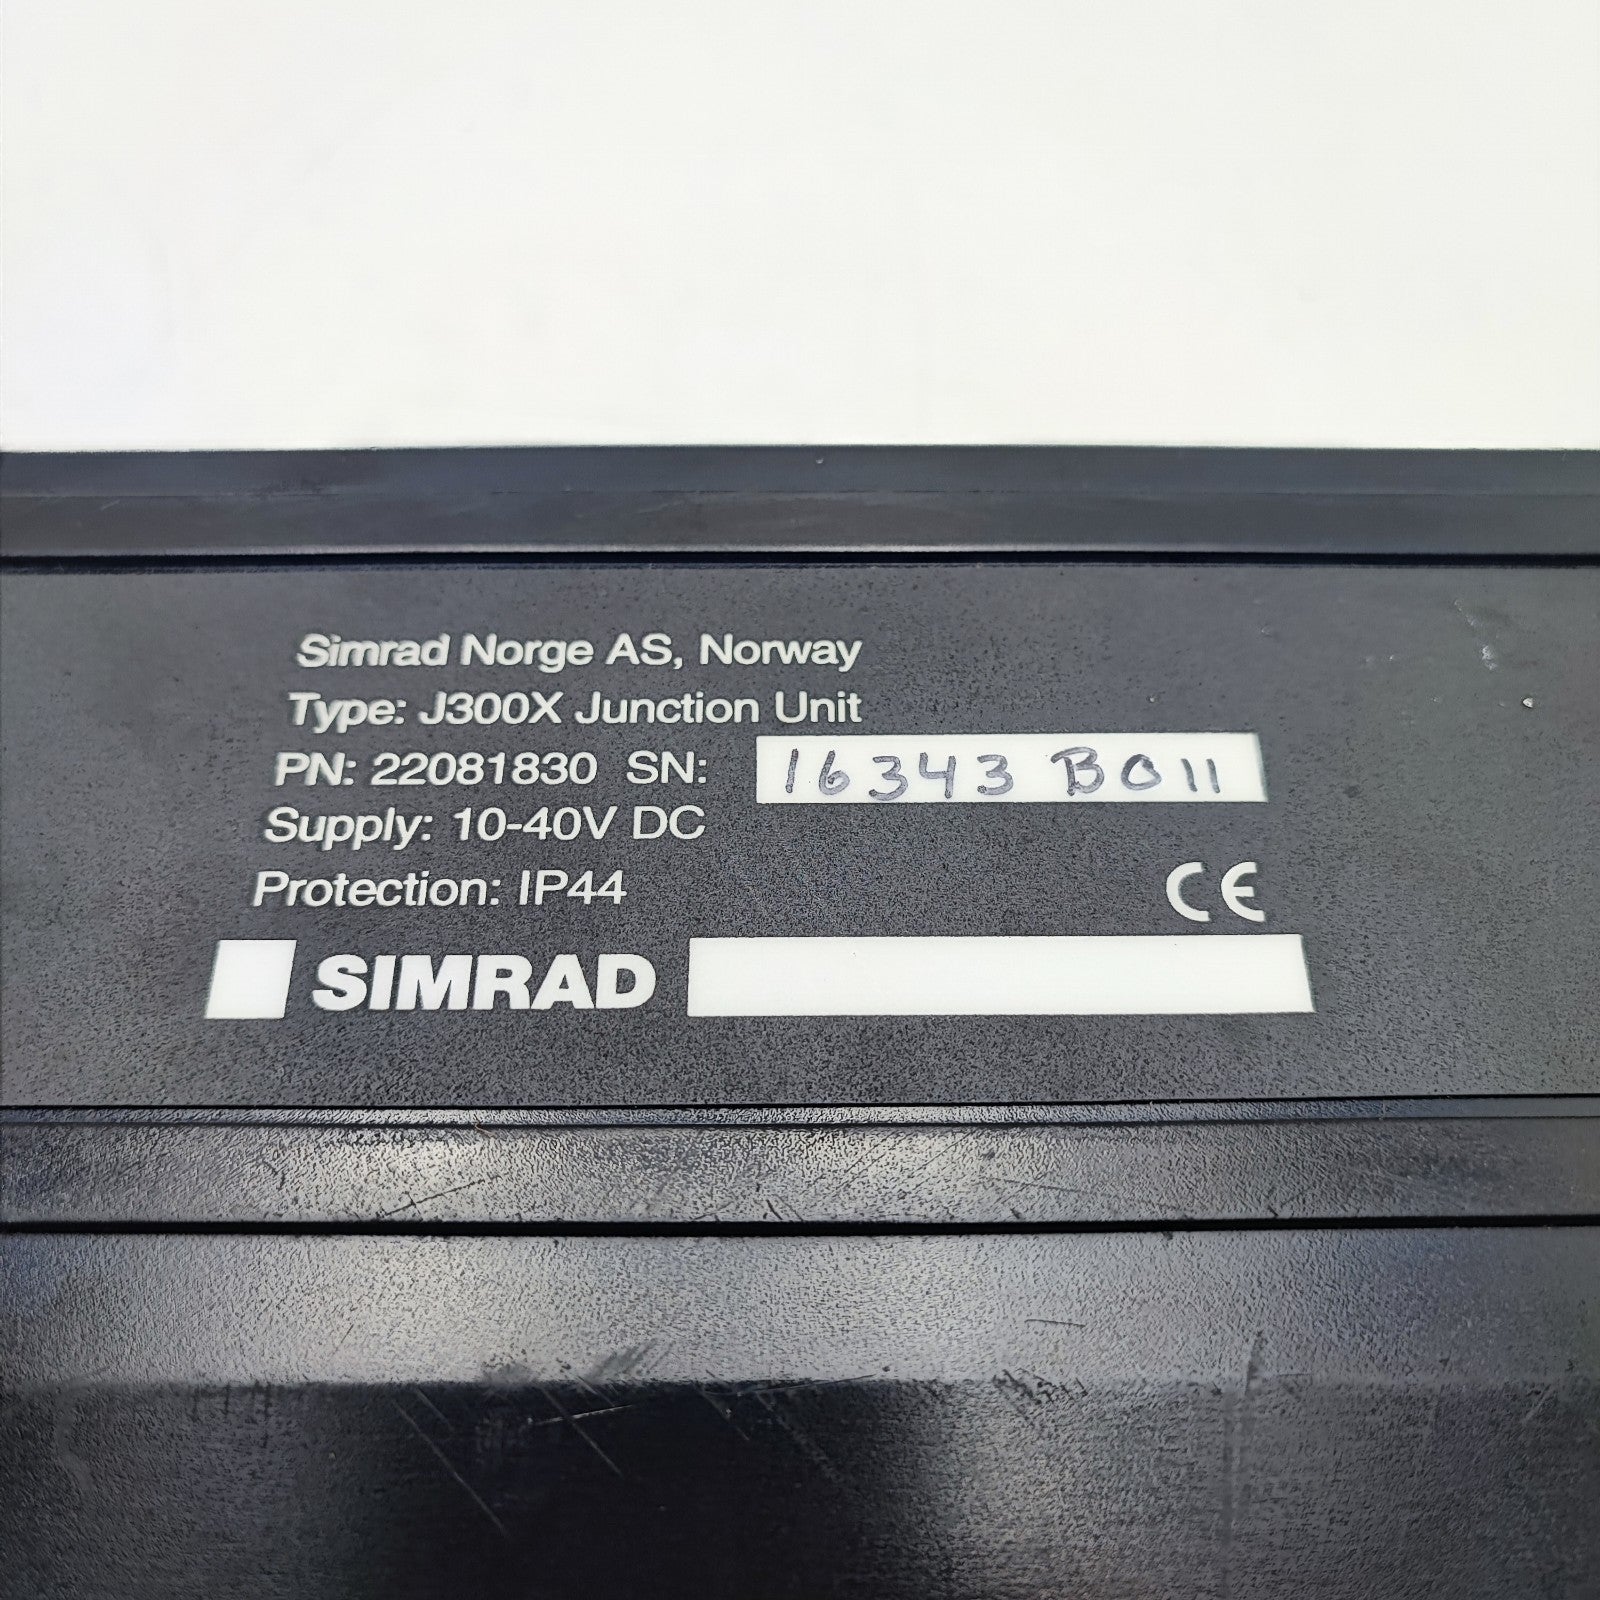 Simrad Norge AS, Norway
Type: J300X Junction Unit
PN: 22081830 SN: 16343 B011
Supply: 10-40V DC
Protection: IP44 CE
SIMRAD